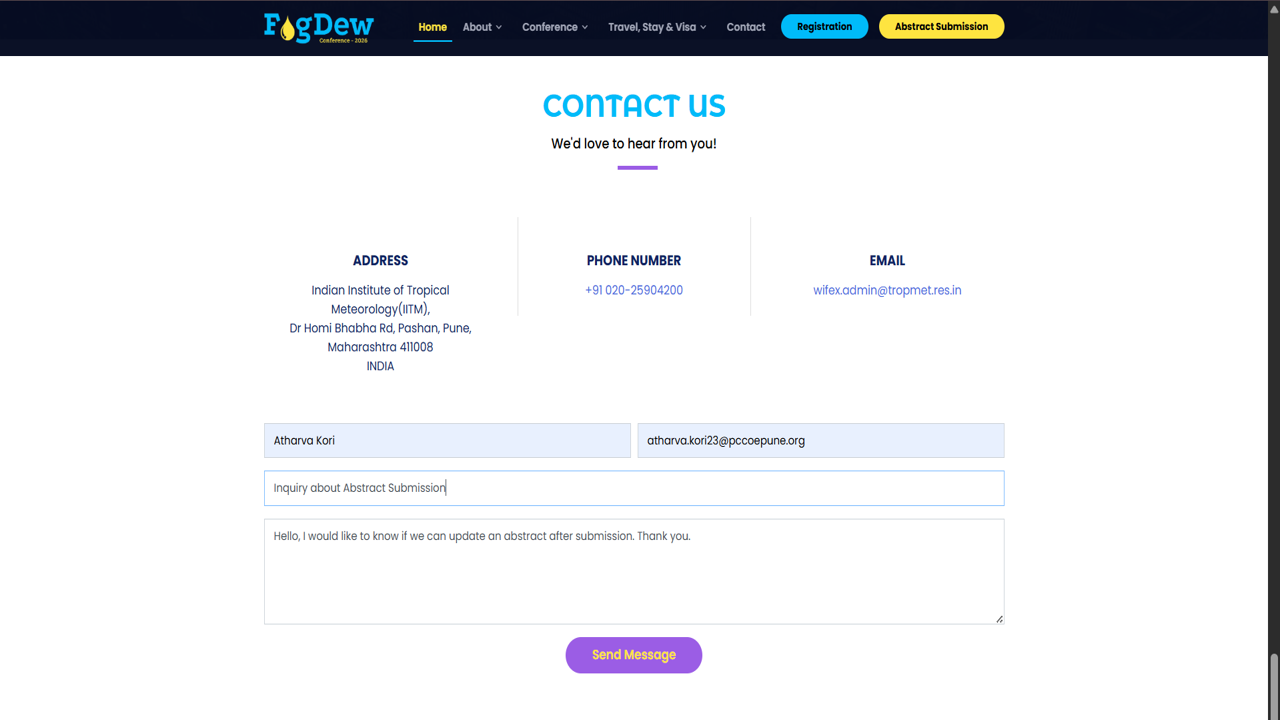 FogDew
Conference - 2026
Home About Conference Travel, Stay & Visa Contact Registration Abstract Submission
CONTACT US
We'd love to hear from you!
ADDRESS
Indian Institute of Tropical
Meteorology(IITM),
Dr Homi Bhabha Rd, Pashan, Pune,
Maharashtra 411008
INDIA
PHONE NUMBER
+91 020-25904200
EMAIL
wifex.admin@tropmet.res.in
Atharva Kori
atharva.kori23@pccoepune.org
Inquiry about Abstract Submission
Hello, I would like to know if we can update an abstract after submission. Thank you.
Send Message